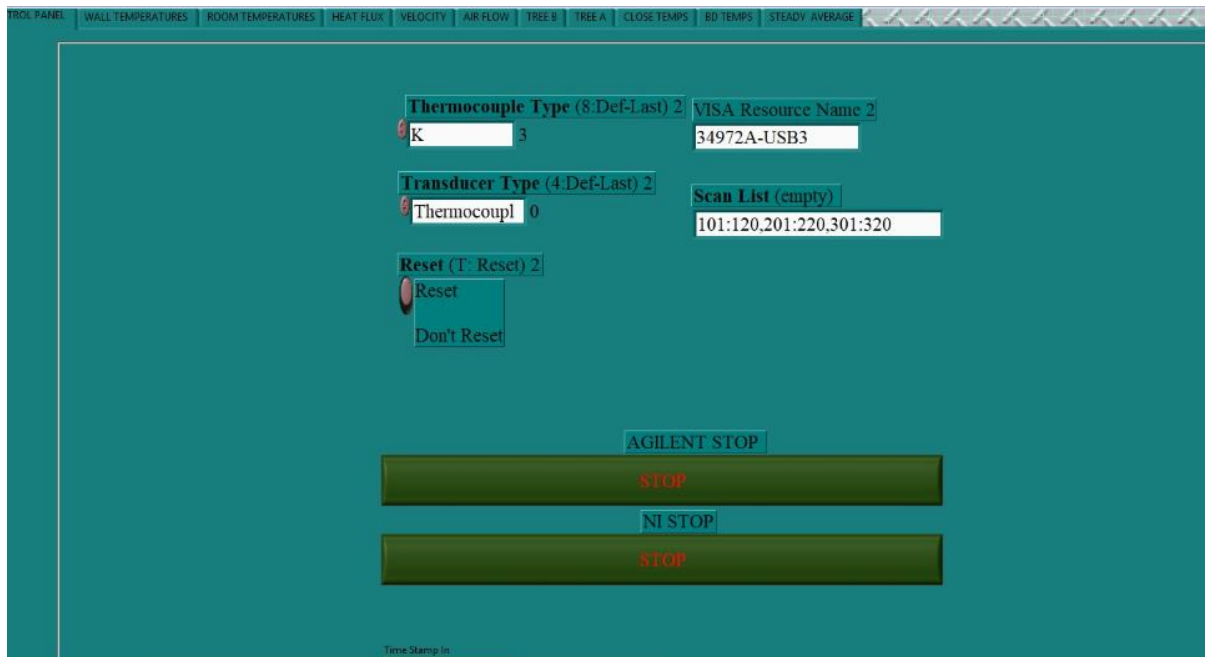 TROL PANEL WALL TEMPERATURES ROOM TEMPERATURES HEAT FLUX VELOCITY AIR FLOW TREE B TREE A CLOSE TEMPS BD TEMPS STEADY AVERAGE
Thermocouple Type (8:Def-Last) 2 VISA Resource Name 2
K 3 34972A-USB3
Transducer Type (4:Def-Last) 2 Scan List (empty)
Thermocoupl 0 101:120,201:220,301:320
Reset (T: Reset) 2
Reset
Don't Reset
AGILENT STOP
STOP
NI STOP
STOP
Time Stamp In